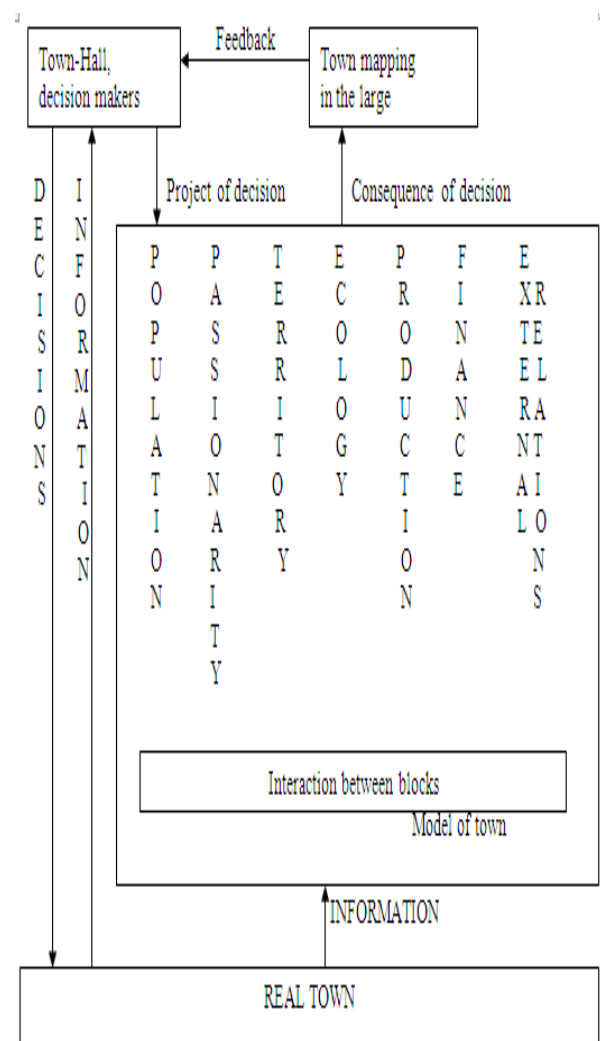 Feedback
Town-Hall,
decision makers
Town mapping
in the large
DECISIONS
INFORMATION
Project of decision
Consequence of decision
POPULATION
PASSIONARITY
TERRITORY
ECOLOGY
PRODUCTION
FINANCE
EXTERNAL
RELATIONS
Interaction between blocks
Model of town
INFORMATION
REAL TOWN